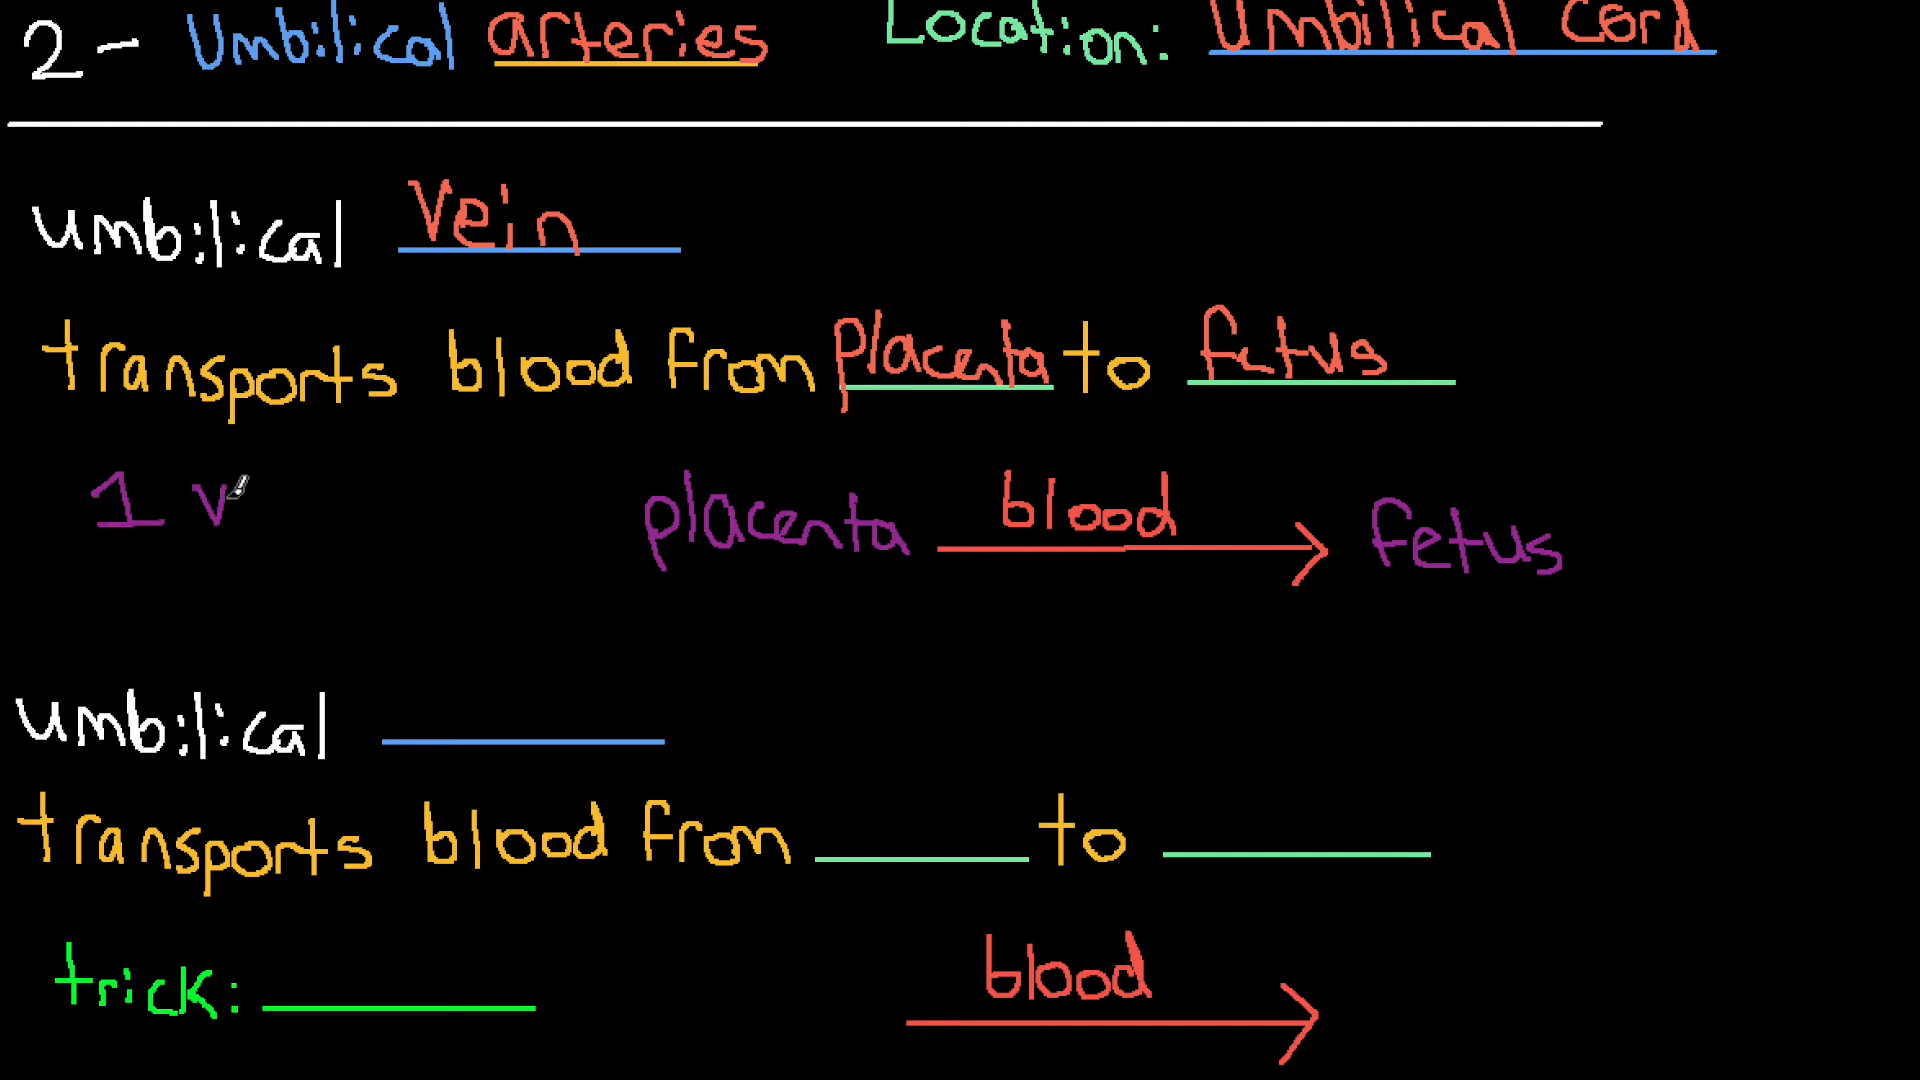 2 - Umbilical arteries Location: Umbilical Cord
Umbilical Vein
transports blood from placenta to fetus
1 v placenta blood fetus
Umbilical
transports blood from to
trick: blood